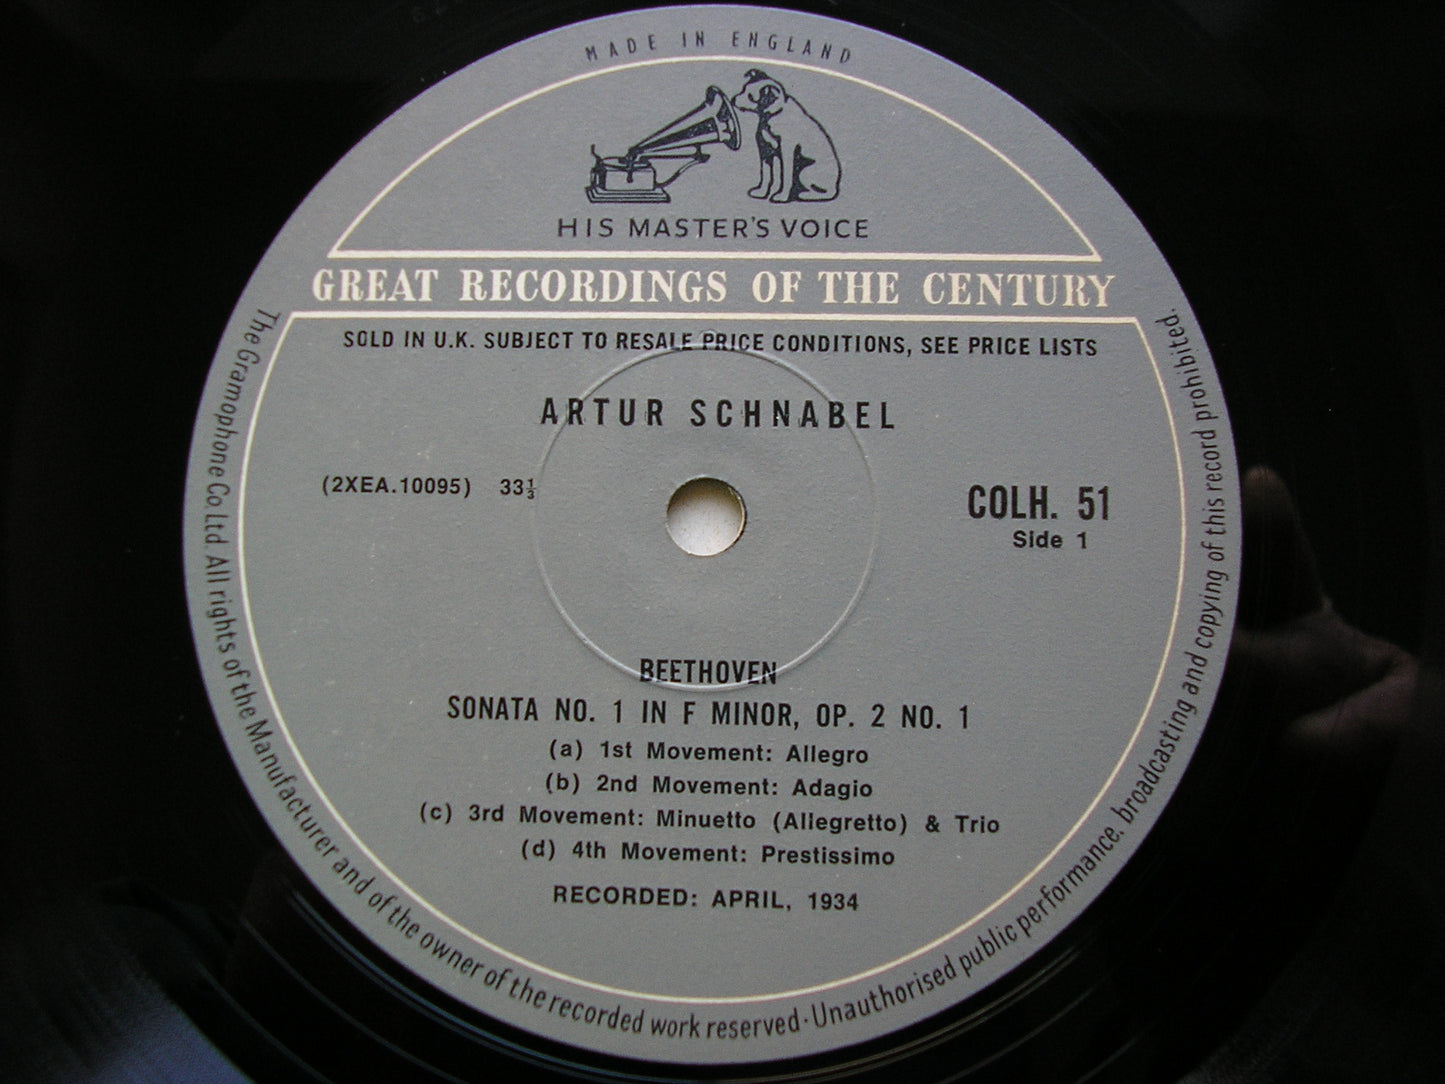 MADE IN ENGLAND
HIS MASTER'S VOICE
GREAT RECORDINGS OF THE CENTURY
SOLD IN U.K. SUBJECT TO RESALE PRICE CONDITIONS, SEE PRICE LISTS
ARTUR SCHNABEL
(2XEA.10095) 33⅓
COLH. 51
Side 1
BEETHOVEN
SONATA NO. 1 IN F MINOR, OP. 2 NO. 1
(a) 1st Movement: Allegro
(b) 2nd Movement: Adagio
(c) 3rd Movement: Minuetto (Allegretto) & Trio
(d) 4th Movement: Prestissimo
RECORDED: APRIL, 1934
The Gramophone Co. Ltd. All rights of the Manufacturer and of the owner of the recorded work reserved · Unauthorised public performance, broadcasting and copying of this record prohibited.